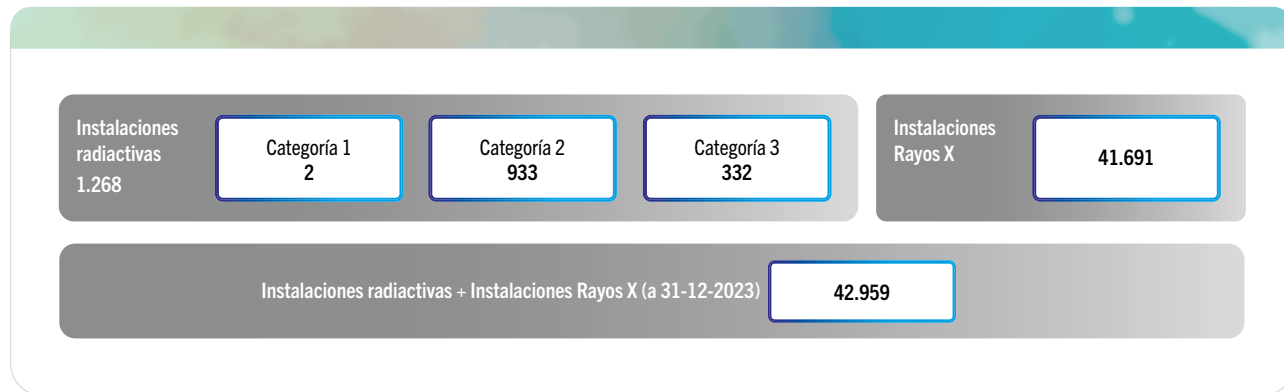 Instalaciones
radiactivas
1.268
Categoría 1
2
Categoría 2
933
Categoría 3
332
Instalaciones
Rayos X
41.691
Instalaciones radiactivas + Instalaciones Rayos X (a 31-12-2023)
42.959